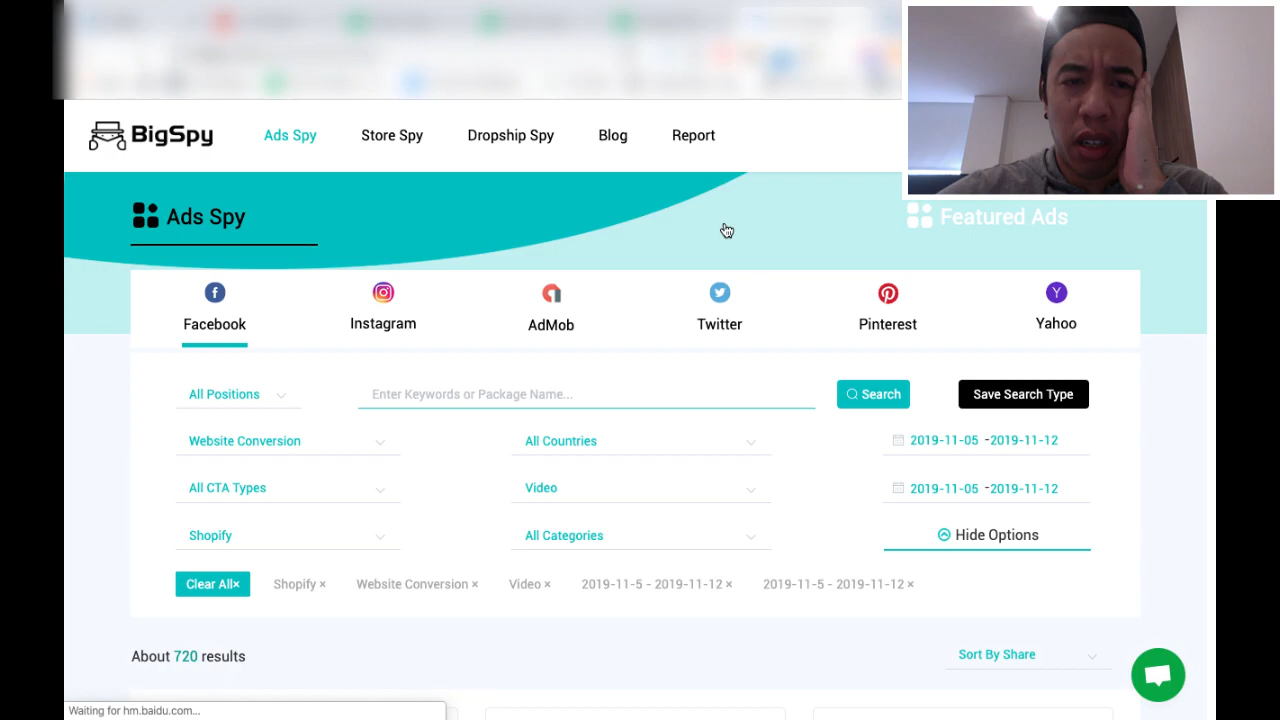 BigSpy Ads Spy Store Spy Dropship Spy Blog Report
Ads Spy Featured Ads
Facebook Instagram AdMob Twitter Pinterest Yahoo
All Positions Enter Keywords or Package Name... Search Save Search Type
Website Conversion All Countries 2019-11-05 -2019-11-12
All CTA Types Video 2019-11-05 -2019-11-12
Shopify All Categories Hide Options
Clear All× Shopify × Website Conversion × Video × 2019-11-5 - 2019-11-12 × 2019-11-5 - 2019-11-12 ×
About 720 results Sort By Share
Waiting for hm.baidu.com...